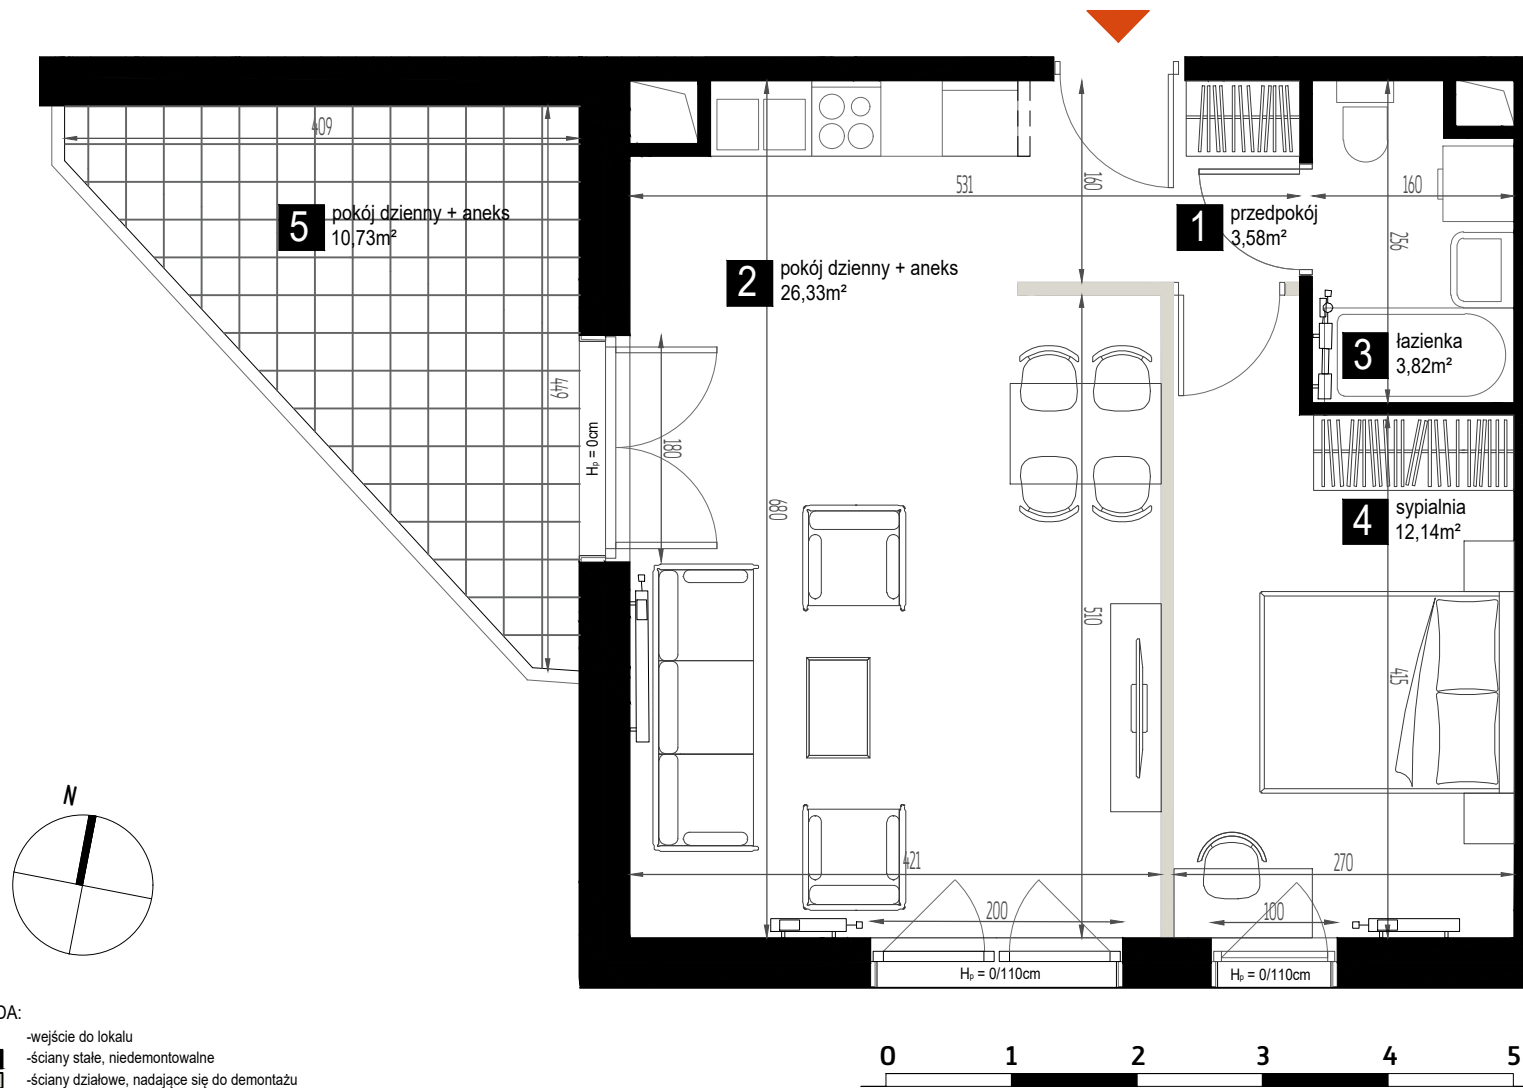 409
531
160
160
5
pokój dzienny + aneks
10,73m²
1
przedpokój
3,58m²
256
2
pokój dzienny + aneks
26,33m²
3
łazienka
3,82m²
449
180
Hₚ = 0cm
680
4
sypialnia
12,14m²
510
415
N
421
270
200
100
Hₚ = 0/110cm
Hₚ = 0/110cm
DA:
-wejście do lokalu
-ściany stałe, niedemontowalne
-ściany działowe, nadające się do demontażu
0 1 2 3 4 5